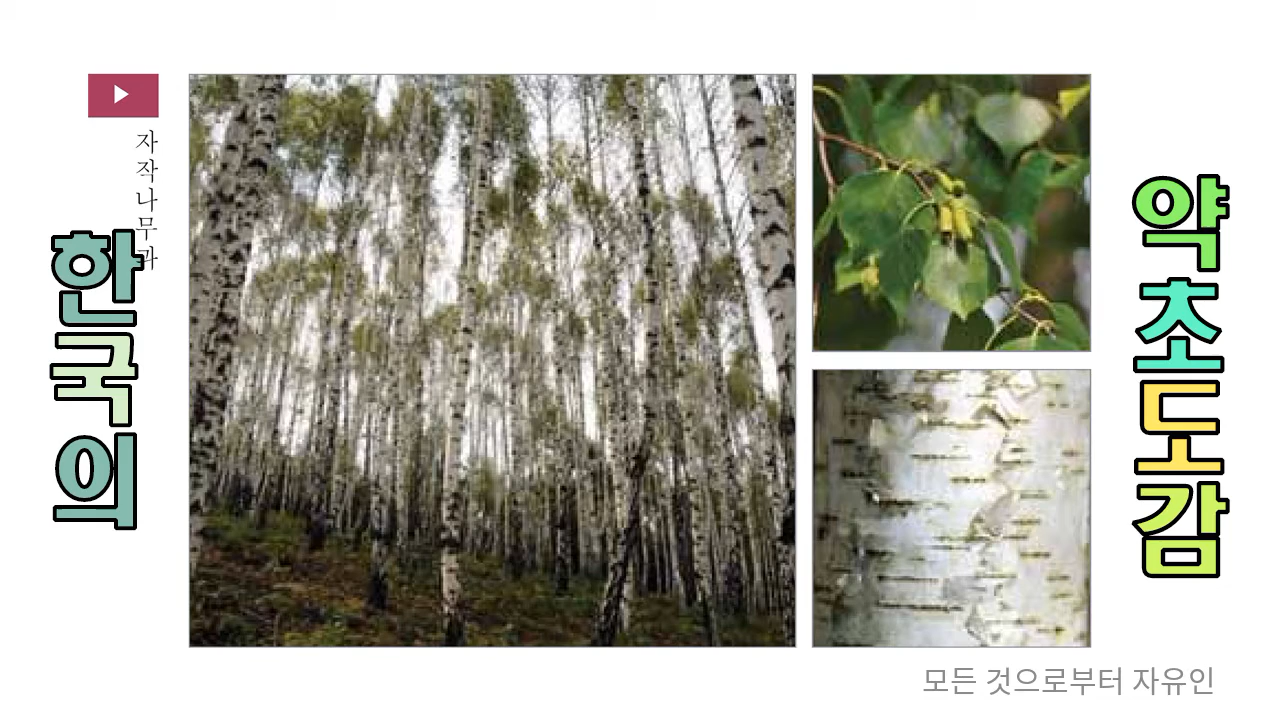 자작나무과
한국의
약초도감
모든 것으로부터 자유인